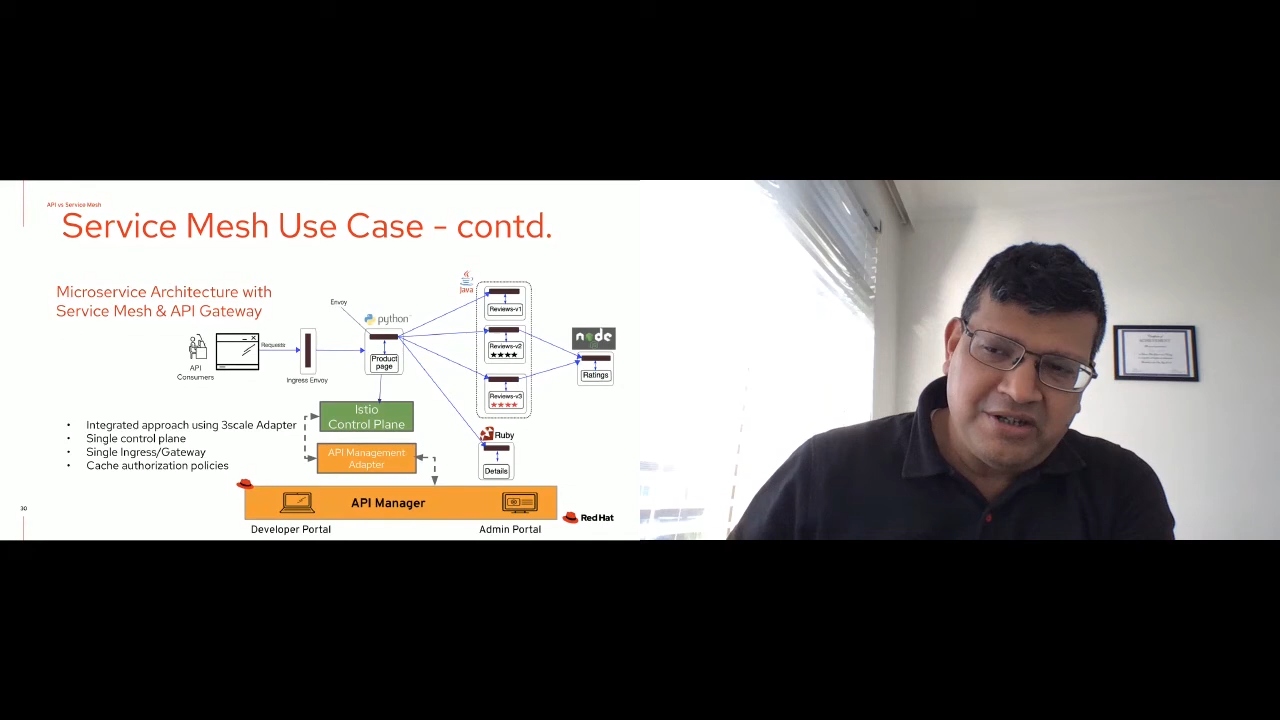 API vs Service Mesh
Service Mesh Use Case - contd.
Microservice Architecture with
Service Mesh & API Gateway
Envoy
python
Java
Reviews-v1
Reviews-v2
Reviews-v3
node
Ratings
Requests
API
Consumers
Ingress Envoy
Product
page
Istio
Control Plane
• Integrated approach using 3scale Adapter
• Single control plane
• Single Ingress/Gateway
• Cache authorization policies
API Management
Adapter
Ruby
Details
API Manager
Developer Portal
Admin Portal
30
Red Hat